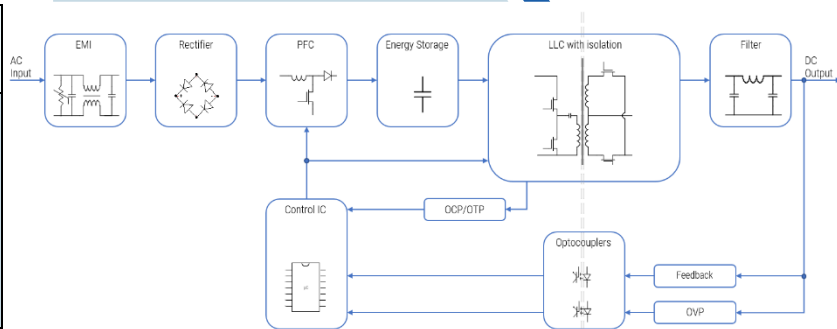 EMI
Rectifier
PFC
Energy Storage
LLC with isolation
Filter
AC
Input
DC
Output
Control IC
OCP/OTP
Optocouplers
Feedback
OVP